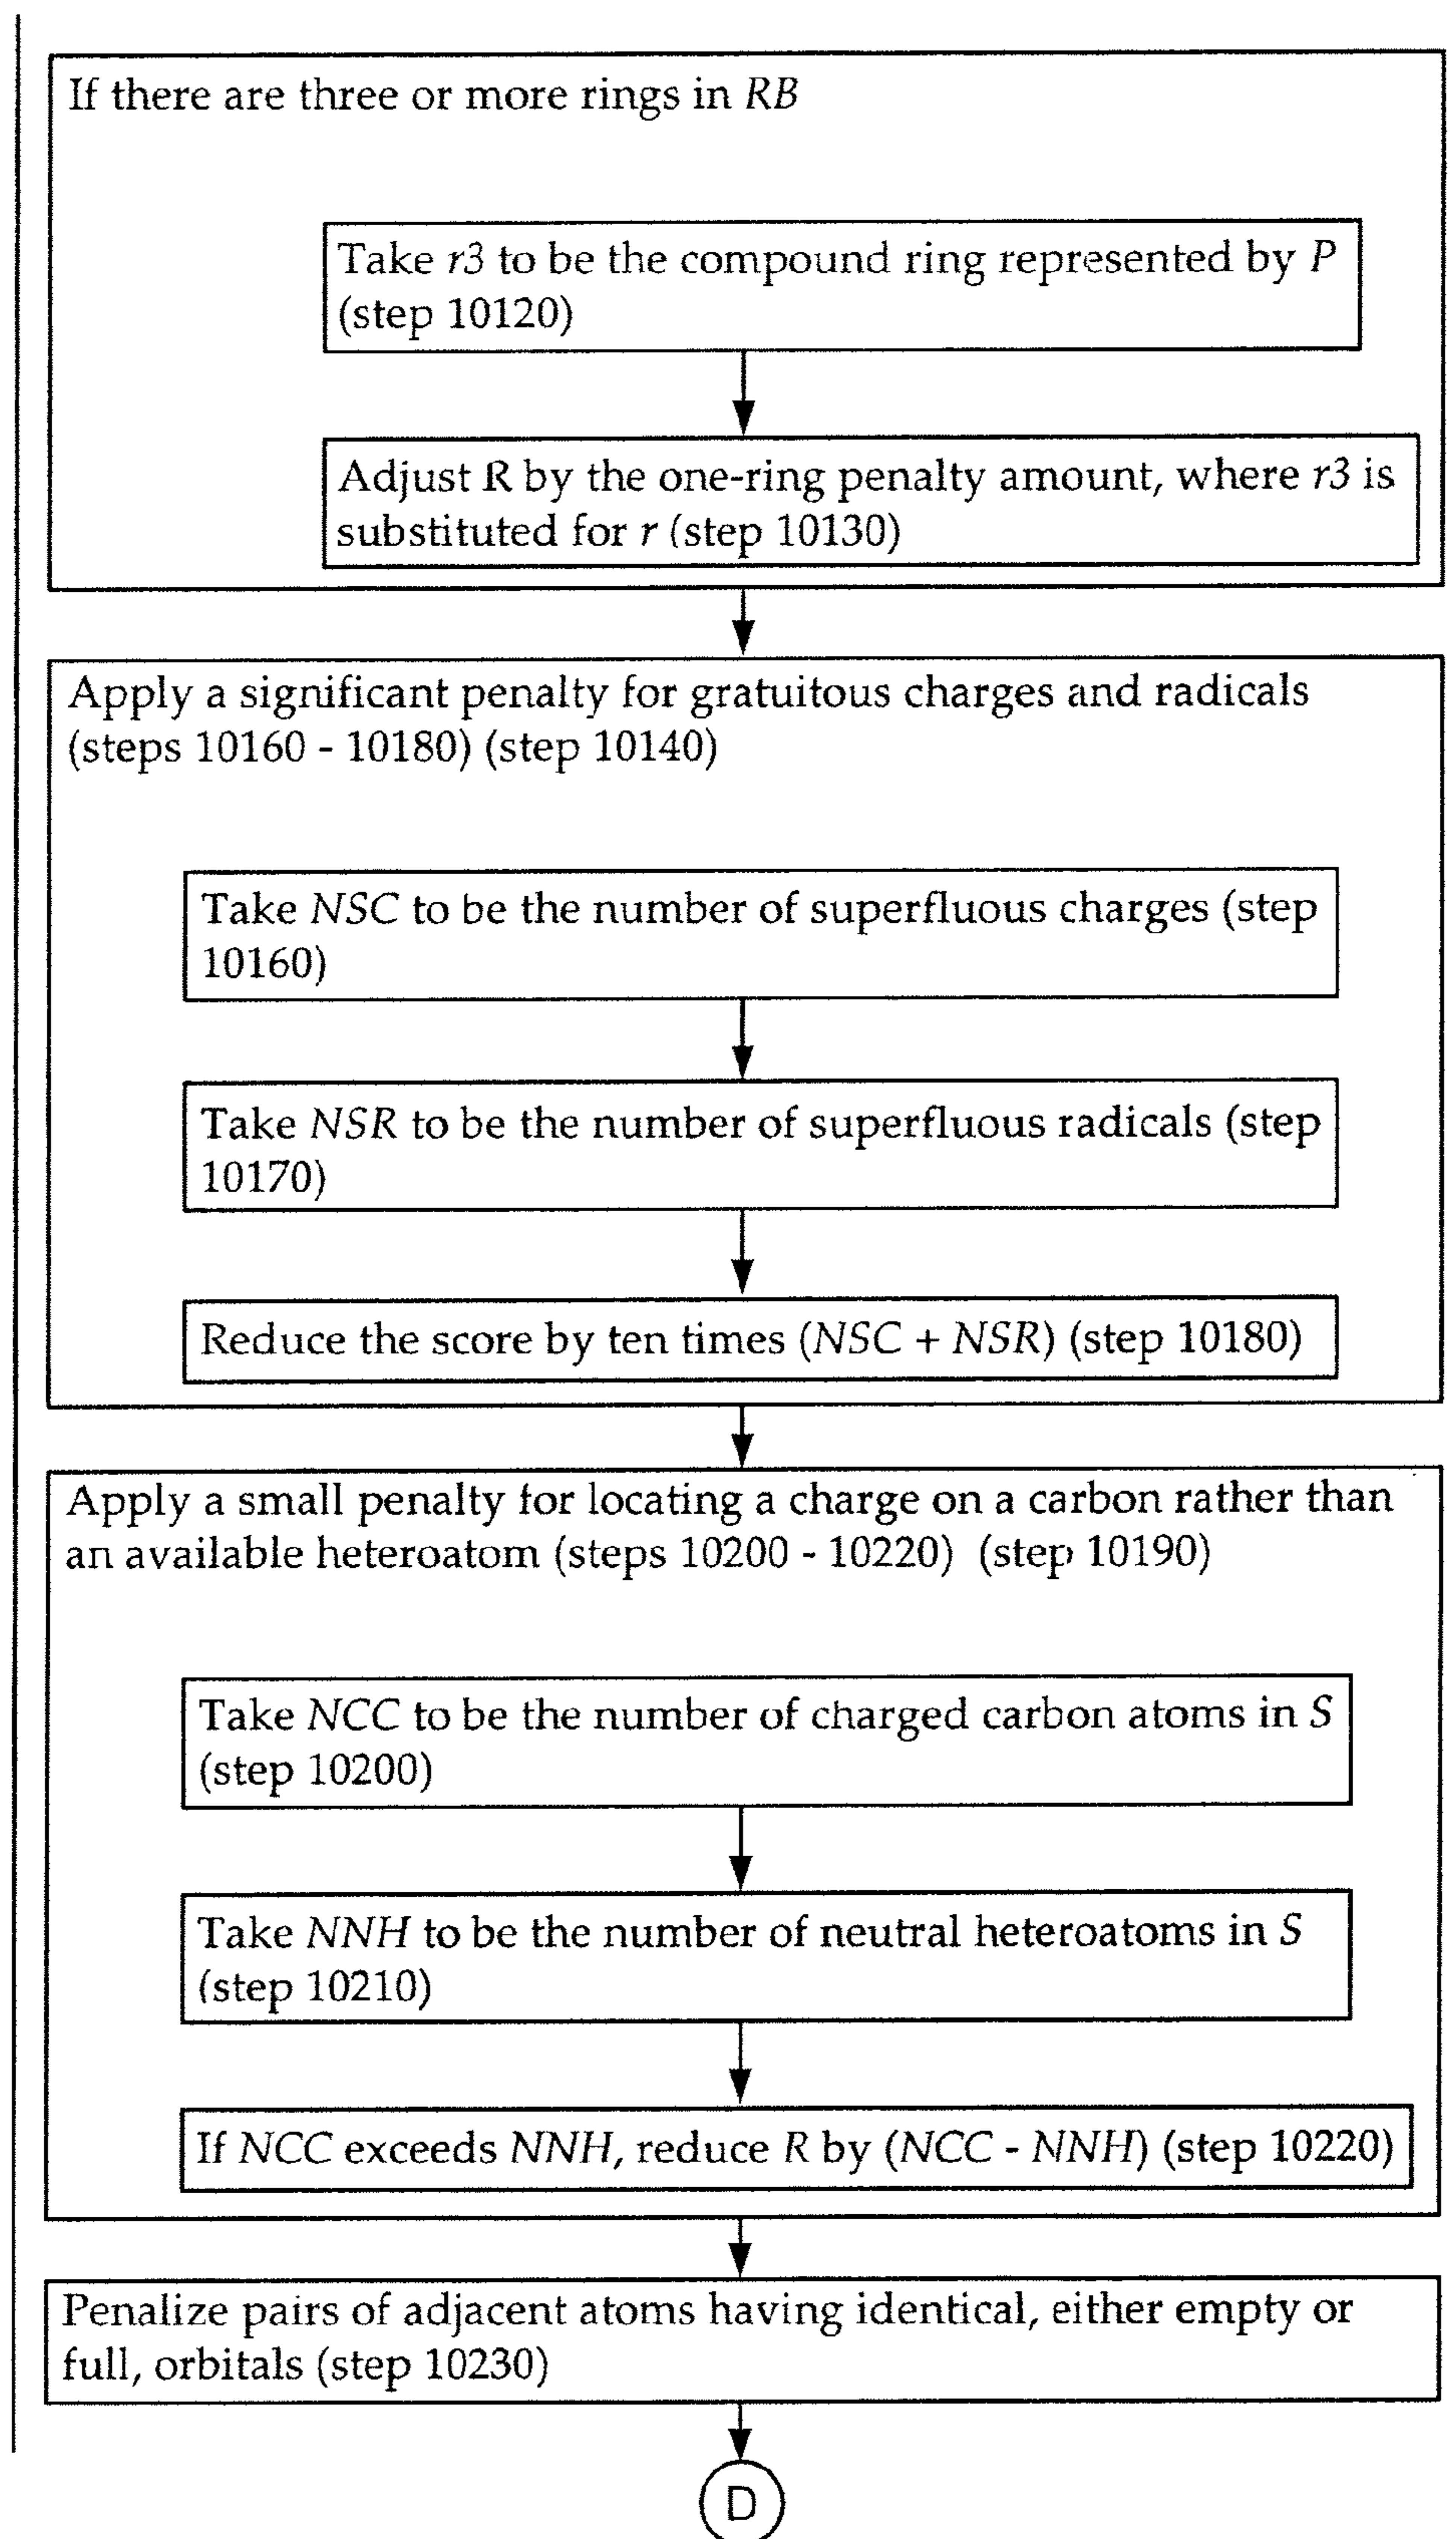 If there are three or more rings in RB
Take r3 to be the compound ring represented by P
(step 10120)
Adjust R by the one-ring penalty amount, where r3 is
substituted for r (step 10130)
Apply a significant penalty for gratuitous charges and radicals
(steps 10160 - 10180) (step 10140)
Take NSC to be the number of superfluous charges (step
10160)
Take NSR to be the number of superfluous radicals (step
10170)
Reduce the score by ten times (NSC + NSR) (step 10180)
Apply a small penalty for locating a charge on a carbon rather than
an available heteroatom (steps 10200 - 10220) (step 10190)
Take NCC to be the number of charged carbon atoms in S
(step 10200)
Take NNH to be the number of neutral heteroatoms in S
(step 10210)
If NCC exceeds NNH, reduce R by (NCC - NNH) (step 10220)
Penalize pairs of adjacent atoms having identical, either empty or
full, orbitals (step 10230)
D